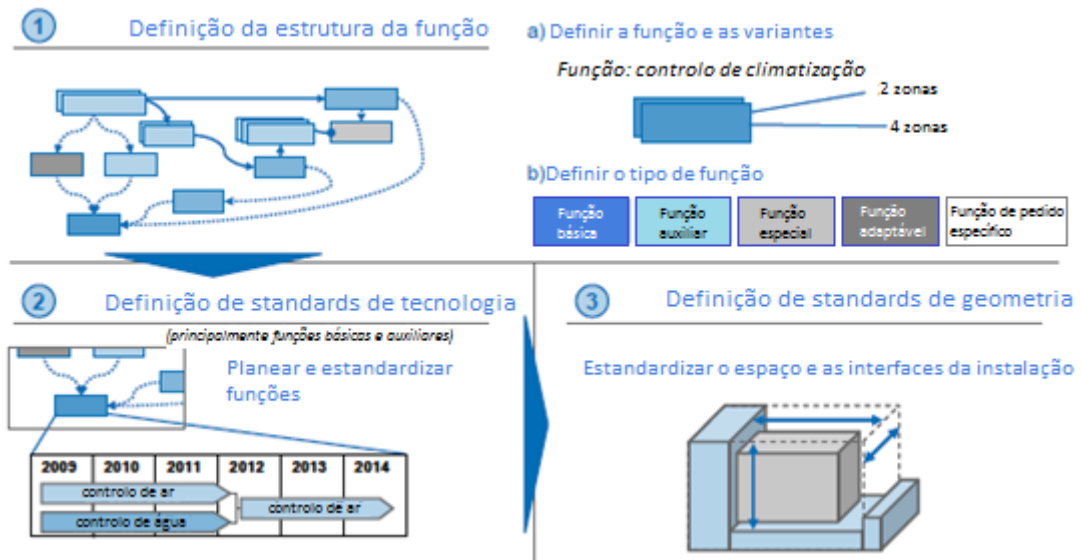 1 Definição da estrutura da função
a) Definir a função e as variantes
Função: controlo de climatização
2 zonas
4 zonas
b)Definir o tipo de função
Função básica
Função auxiliar
Função especial
Função adaptável
Função de pedido específico
2 Definição de standards de tecnologia
(principalmente funções básicas e auxiliares)
Planear e estandardizar
funções
2009 2010 2011 2012 2013 2014
controlo de ar
controlo de ar
controlo de água
3 Definição de standards de geometria
Estandardizar o espaço e as interfaces da instalação